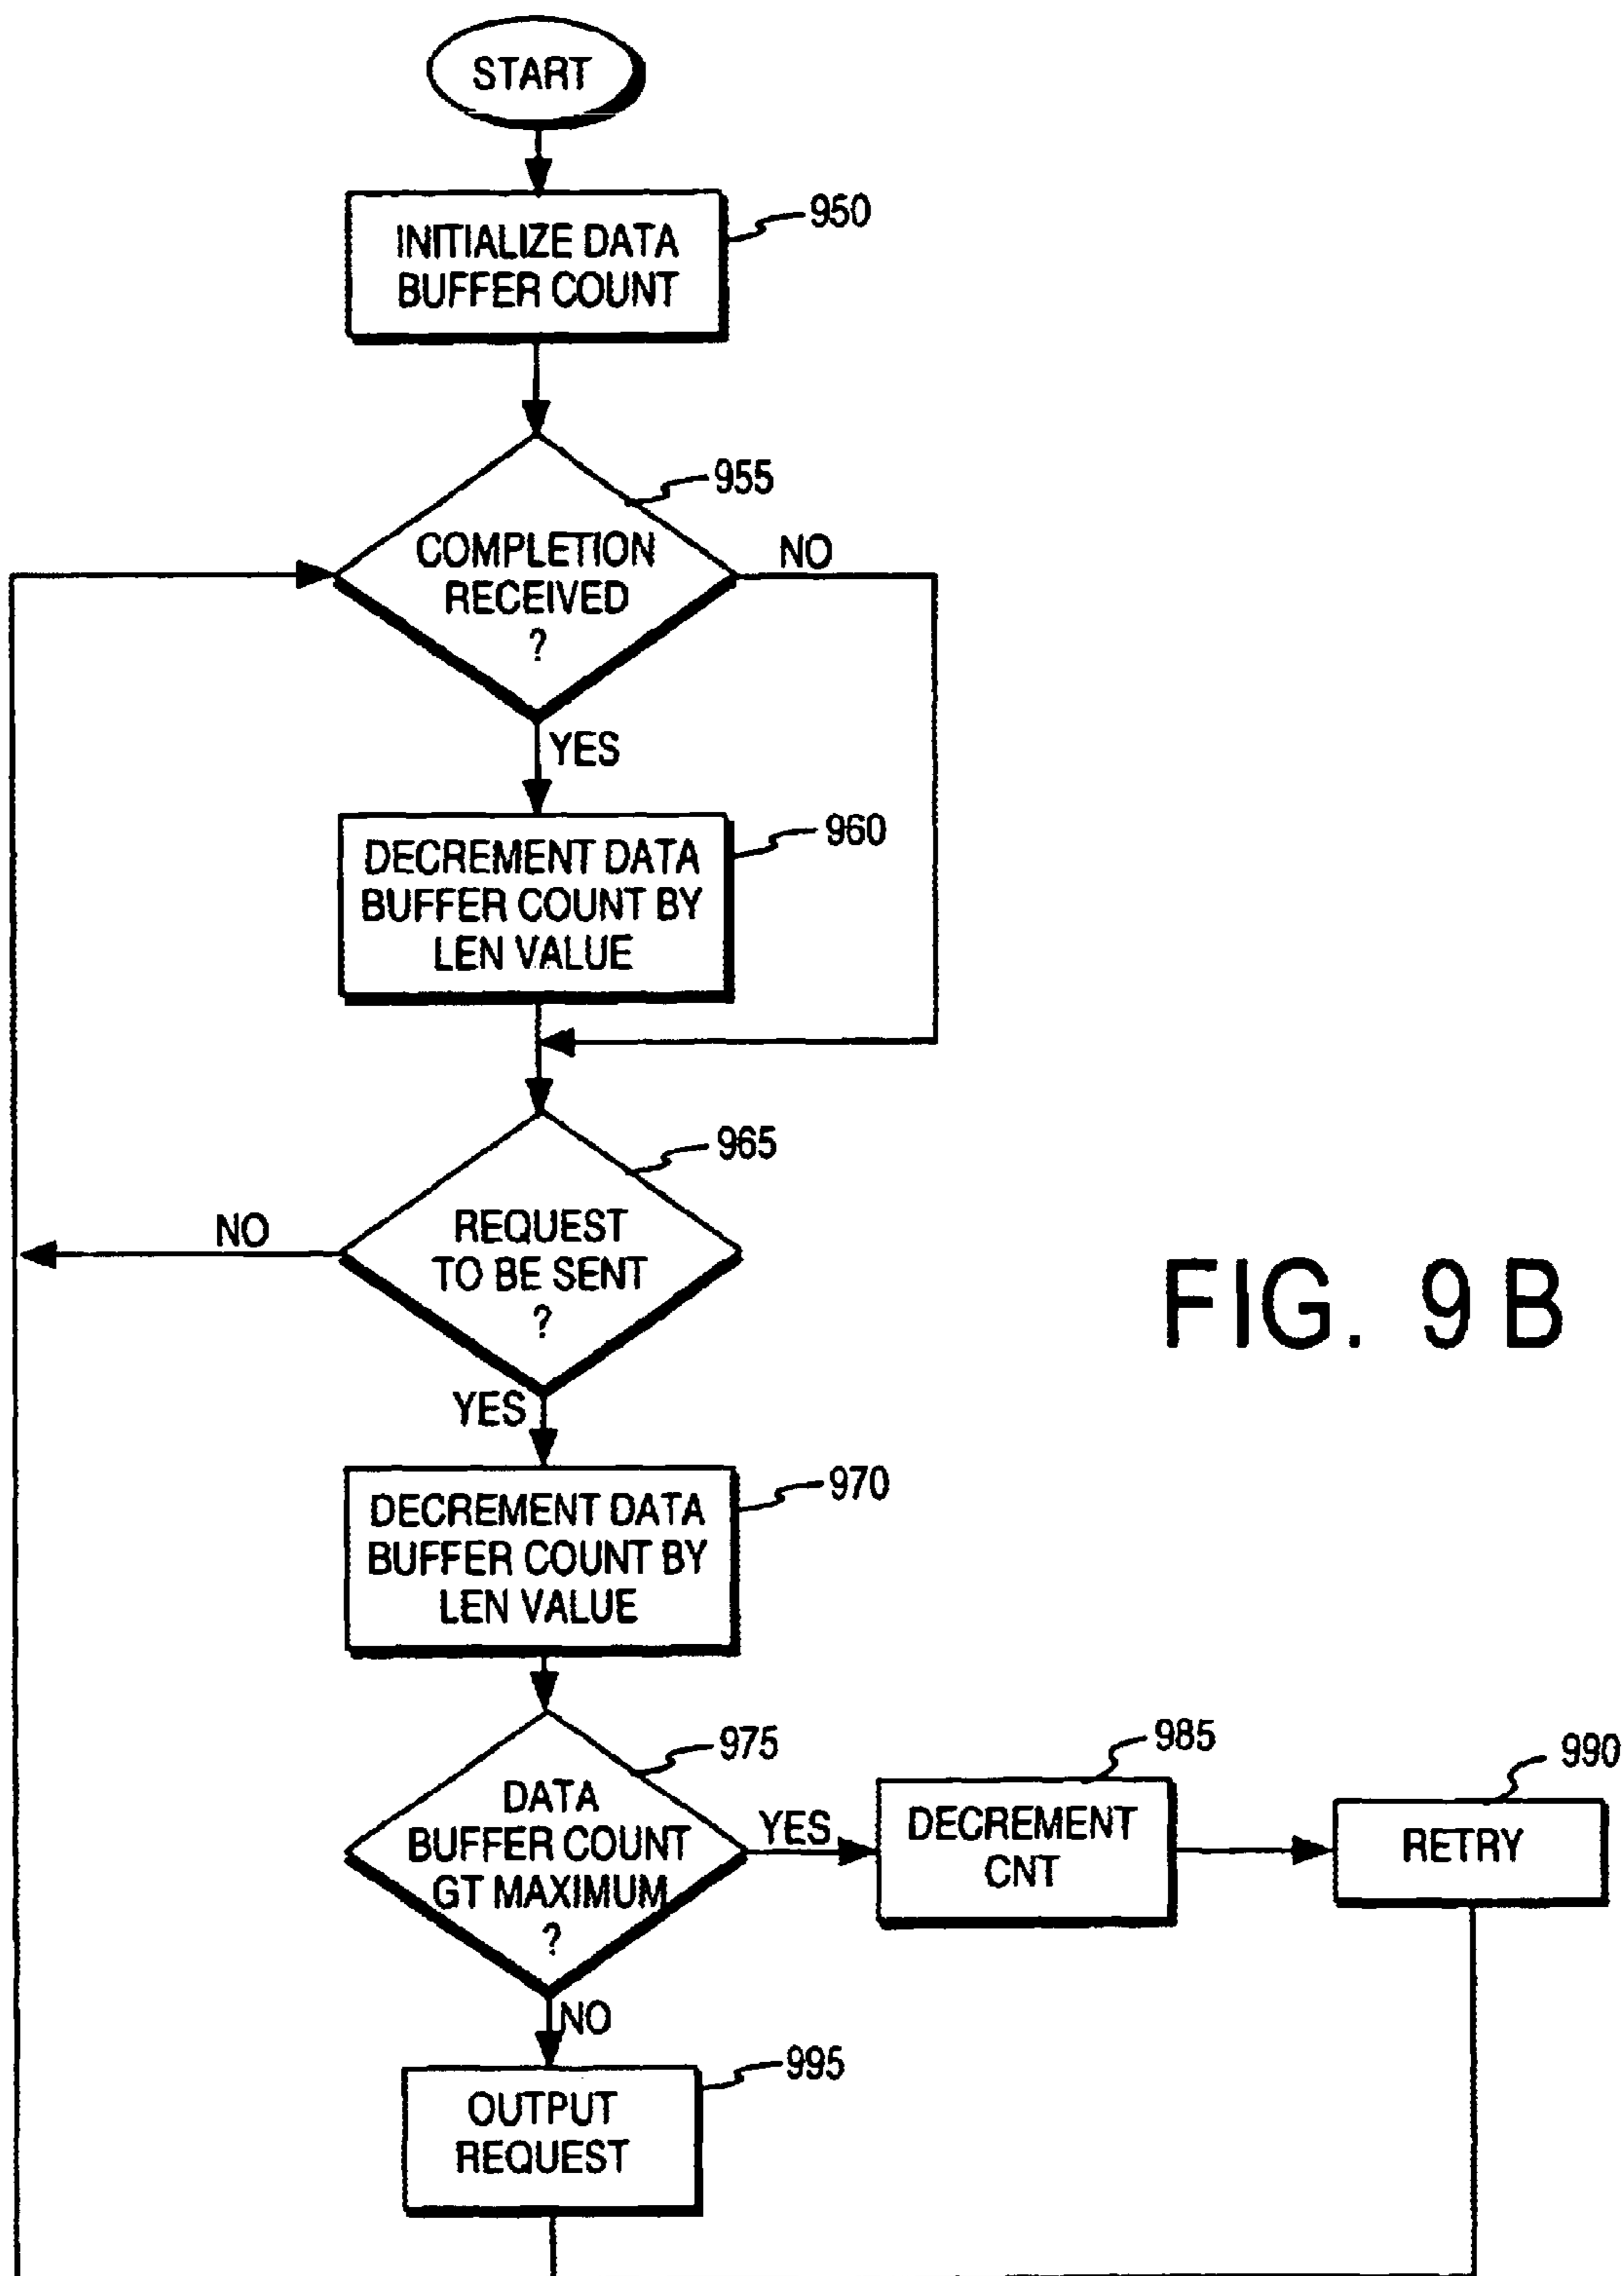 START
INITIALIZE DATA
BUFFER COUNT
950
COMPLETION
RECEIVED
?
955
NO
YES
DECREMENT DATA
BUFFER COUNT BY
LEN VALUE
960
REQUEST
TO BE SENT
?
965
NO
YES
FIG. 9B
DECREMENT DATA
BUFFER COUNT BY
LEN VALUE
970
DATA
BUFFER COUNT
GT MAXIMUM
?
975
YES
DECREMENT
CNT
985
RETRY
990
NO
OUTPUT
REQUEST
995